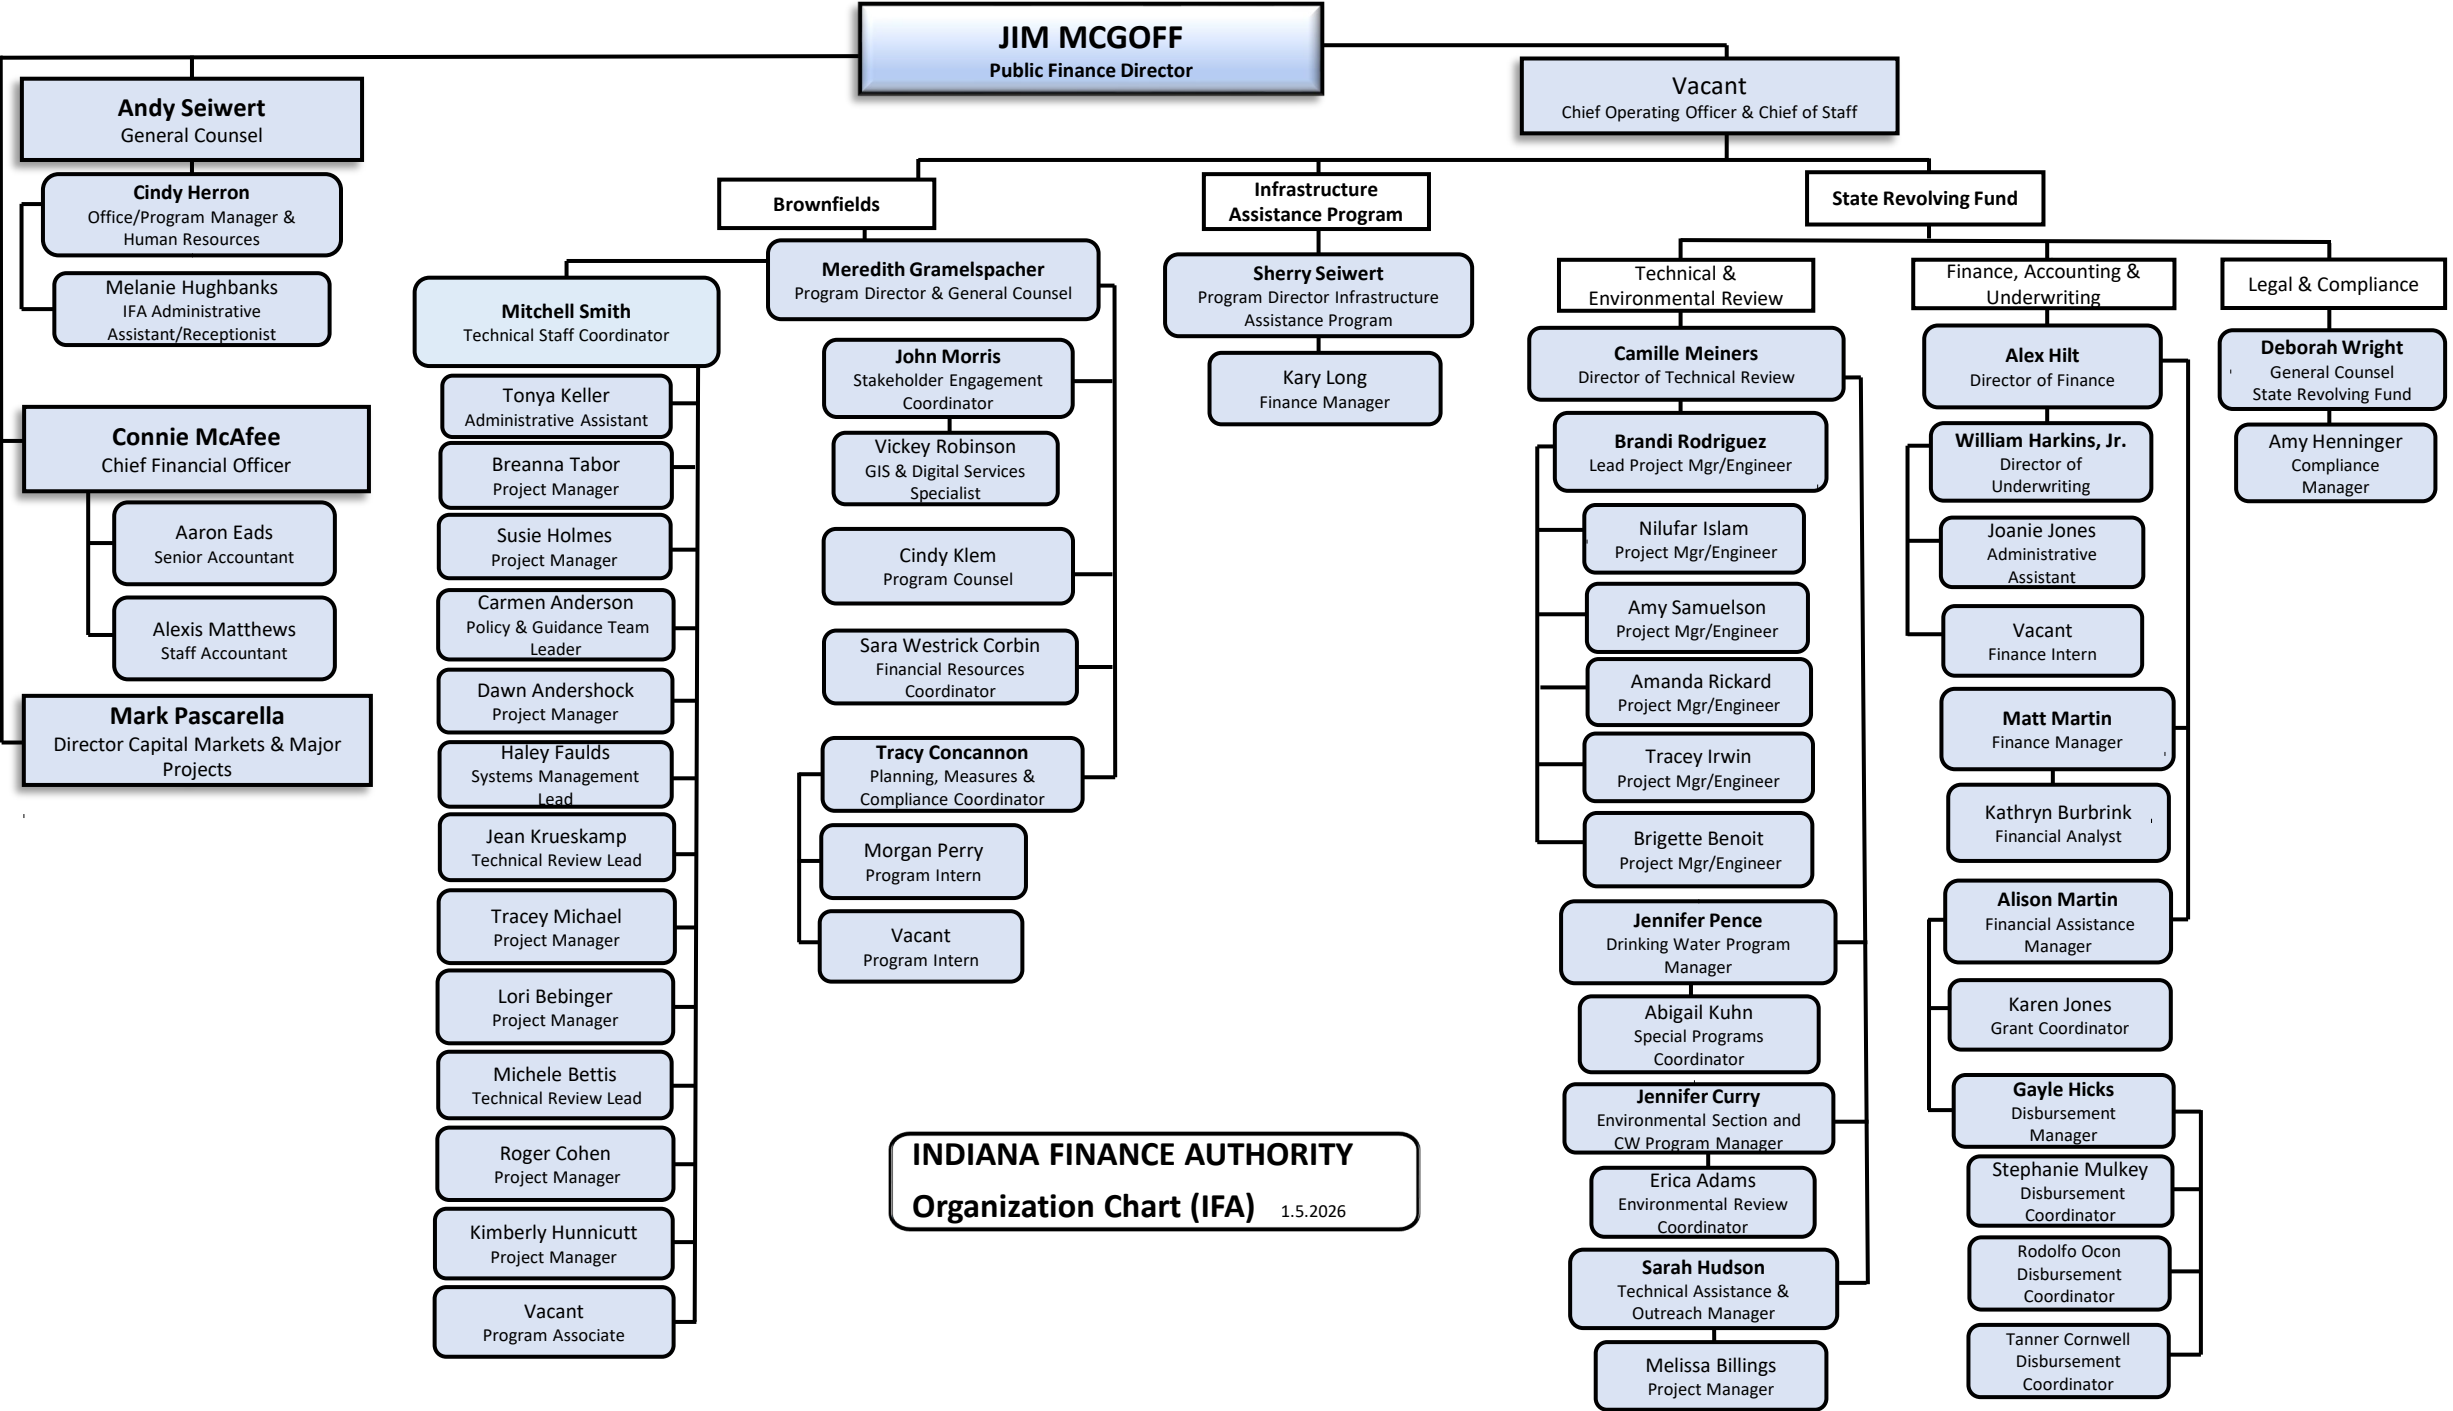 JIM MCGOFF
Public Finance Director
Vacant
Chief Operating Officer & Chief of Staff
Andy Seiwert
General Counsel
Cindy Herron
Office/Program Manager &
Human Resources
Melanie Hughbanks
IFA Administrative
Assistant/Receptionist
Connie McAfee
Chief Financial Officer
Aaron Eads
Senior Accountant
Alexis Matthews
Staff Accountant
Mark Pascarella
Director Capital Markets & Major
Projects
Brownfields
Meredith Gramelspacher
Program Director & General Counsel
Mitchell Smith
Technical Staff Coordinator
Tonya Keller
Administrative Assistant
Breanna Tabor
Project Manager
Susie Holmes
Project Manager
Carmen Anderson
Policy & Guidance Team
Leader
Dawn Andershock
Project Manager
Haley Faulds
Systems Management
Lead
Jean Krueskamp
Technical Review Lead
Tracey Michael
Project Manager
Lori Bebinger
Project Manager
Michele Bettis
Technical Review Lead
Roger Cohen
Project Manager
Kimberly Hunnicutt
Project Manager
Vacant
Program Associate
John Morris
Stakeholder Engagement
Coordinator
Vickey Robinson
GIS & Digital Services
Specialist
Cindy Klem
Program Counsel
Sara Westrick Corbin
Financial Resources
Coordinator
Tracy Concannon
Planning, Measures &
Compliance Coordinator
Morgan Perry
Program Intern
Vacant
Program Intern
Infrastructure
Assistance Program
Sherry Seiwert
Program Director Infrastructure
Assistance Program
Kary Long
Finance Manager
State Revolving Fund
Technical &
Environmental Review
Camille Meiners
Director of Technical Review
Brandi Rodriguez
Lead Project Mgr/Engineer
Nilufar Islam
Project Mgr/Engineer
Amy Samuelson
Project Mgr/Engineer
Amanda Rickard
Project Mgr/Engineer
Tracey Irwin
Project Mgr/Engineer
Brigette Benoit
Project Mgr/Engineer
Jennifer Pence
Drinking Water Program
Manager
Abigail Kuhn
Special Programs
Coordinator
Jennifer Curry
Environmental Section and
CW Program Manager
Erica Adams
Environmental Review
Coordinator
Sarah Hudson
Technical Assistance &
Outreach Manager
Melissa Billings
Project Manager
Finance, Accounting &
Underwriting
Alex Hilt
Director of Finance
William Harkins, Jr.
Director of
Underwriting
Joanie Jones
Administrative
Assistant
Vacant
Finance Intern
Matt Martin
Finance Manager
Kathryn Burbrink
Financial Analyst
Alison Martin
Financial Assistance
Manager
Karen Jones
Grant Coordinator
Gayle Hicks
Disbursement
Manager
Stephanie Mulkey
Disbursement
Coordinator
Rodolfo Ocon
Disbursement
Coordinator
Tanner Cornwell
Disbursement
Coordinator
Legal & Compliance
Deborah Wright
General Counsel
State Revolving Fund
Amy Henninger
Compliance
Manager
INDIANA FINANCE AUTHORITY
Organization Chart (IFA) 1.5.2026